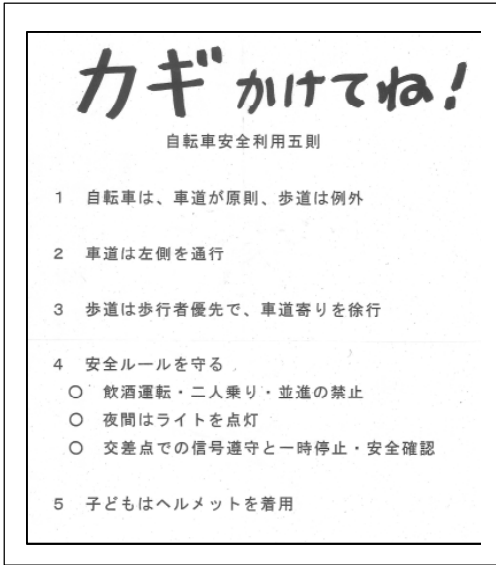 カギかけてね!
自転車安全利用五則
1 自転車は、車道が原則、歩道は例外
2 車道は左側を通行
3 歩道は歩行者優先で、車道寄りを徐行
4 安全ルールを守る
○ 飲酒運転・二人乗り・並進の禁止
○ 夜間はライトを点灯
○ 交差点での信号遵守と一時停止・安全確認
5 子どもはヘルメットを着用